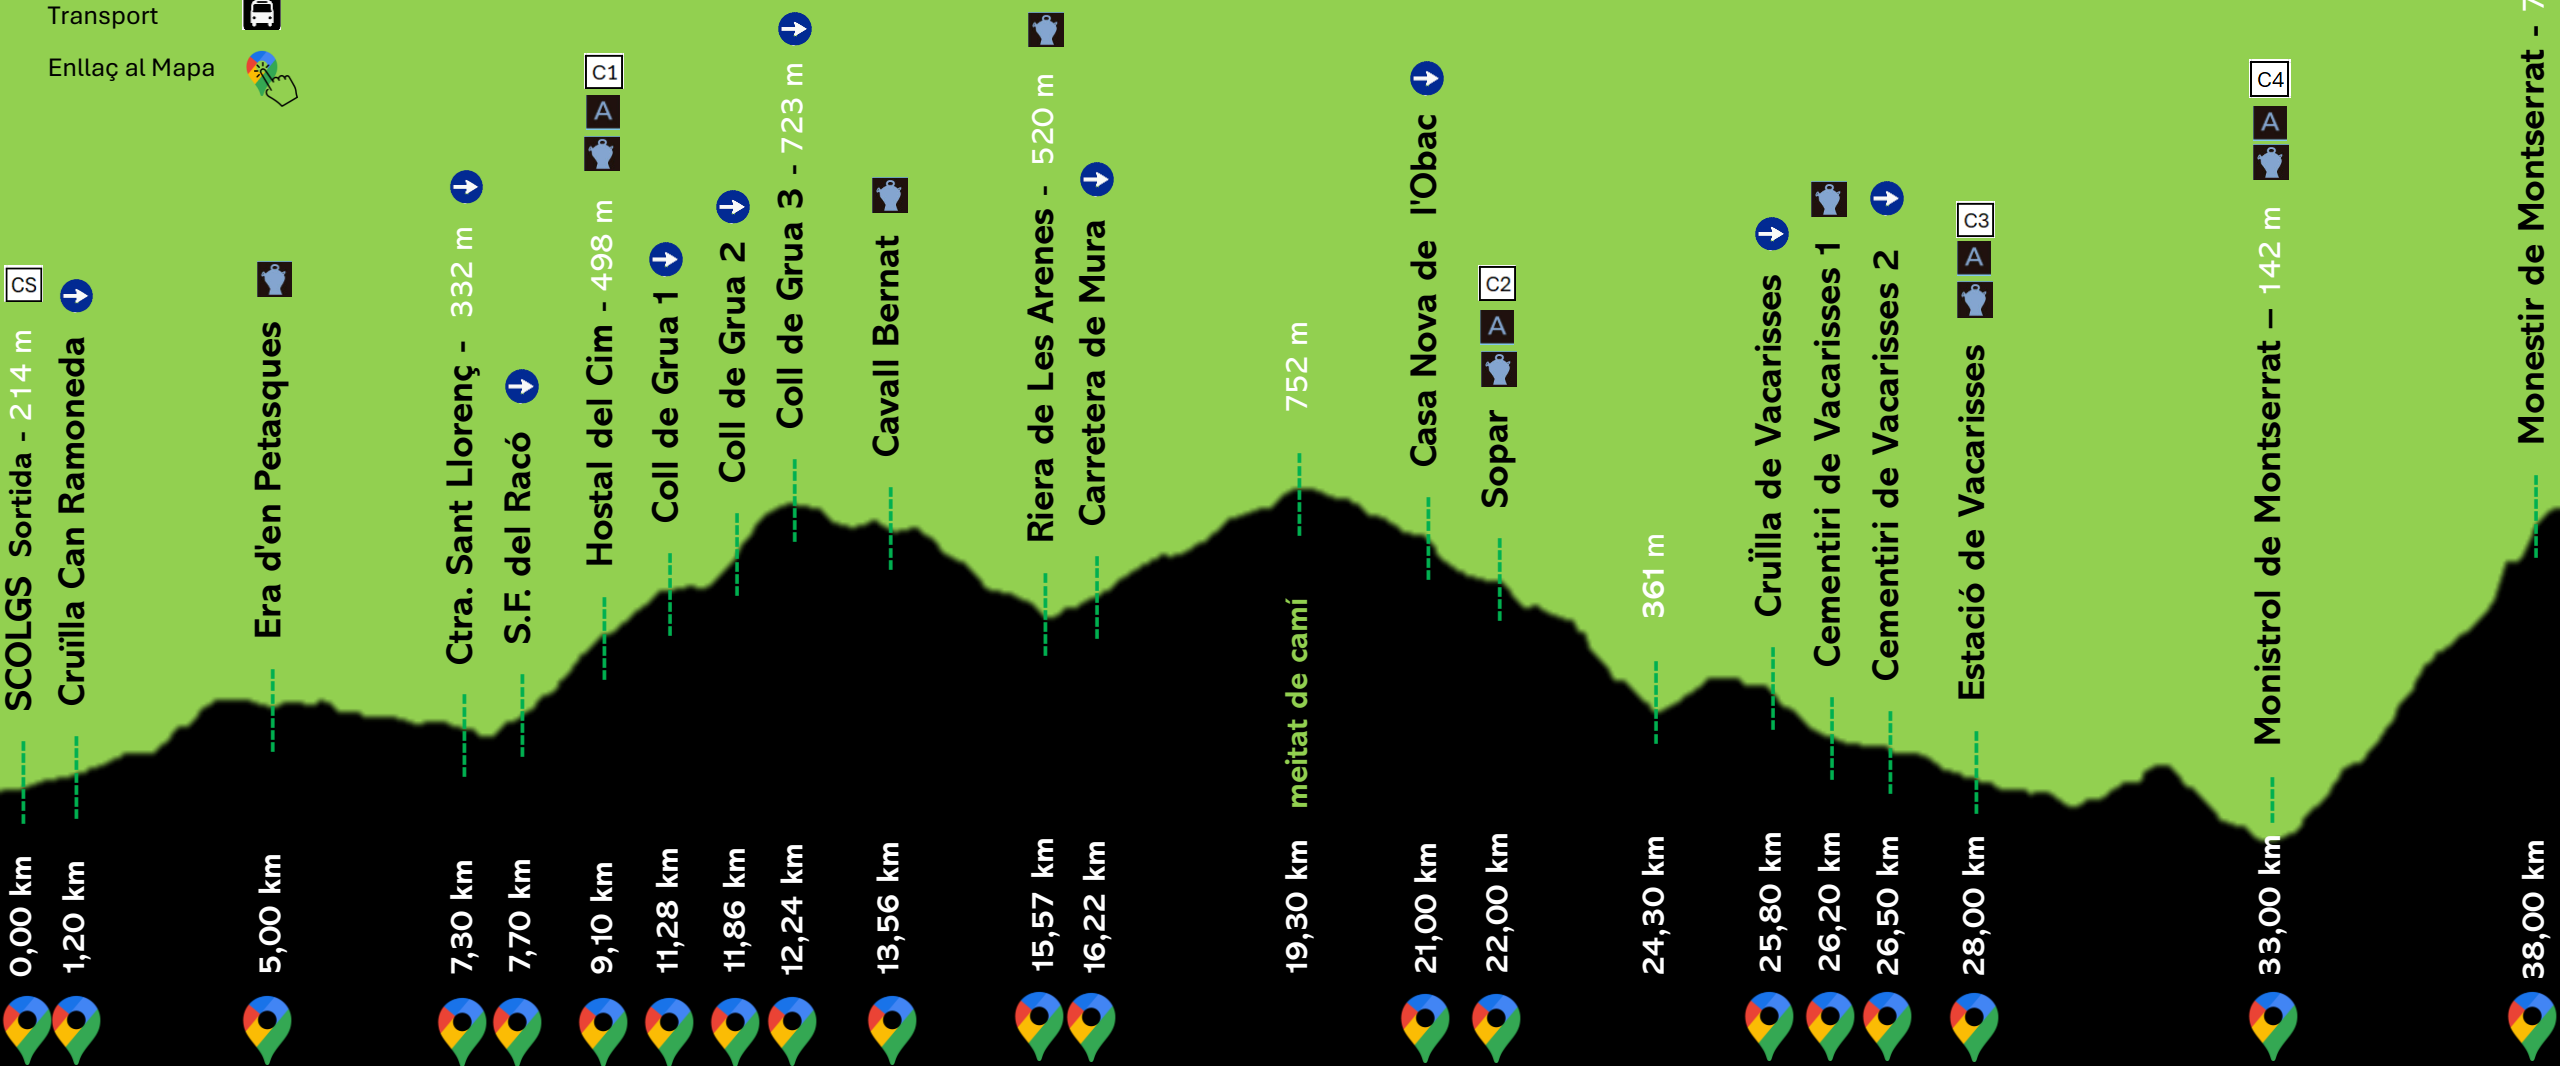 Transport
Enllaç al Mapa
CS
SCOLGS Sortida - 214 m
0,00 km
Cruïlla Can Ramoneda
1,20 km
Era d'en Petasques
5,00 km
Ctra. Sant Llorenç - 332 m
7,30 km
S.F. del Racó
7,70 km
C1
A
Hostal del Cim - 498 m
9,10 km
Coll de Grua 1
11,28 km
Coll de Grua 2
11,86 km
Coll de Grua 3 - 723 m
12,24 km
Cavall Bernat
13,56 km
Riera de Les Arenes - 520 m
15,57 km
Carretera de Mura
16,22 km
752 m
meitat de camí
19,30 km
Casa Nova de l'Obac
21,00 km
C2
A
Sopar
22,00 km
361 m
24,30 km
Cruïlla de Vacarisses
25,80 km
Cementiri de Vacarisses 1
26,20 km
Cementiri de Vacarisses 2
26,50 km
C3
A
Estació de Vacarisses
28,00 km
C4
A
Monistrol de Montserrat – 142 m
33,00 km
Monestir de Montserrat - 7
38,00 km